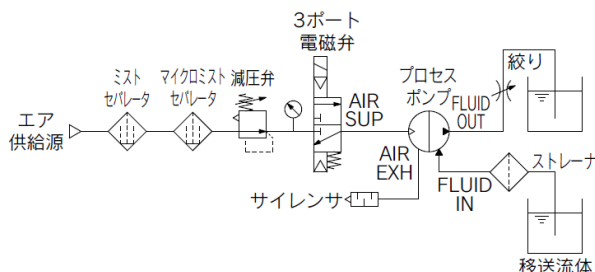 3ポート
電磁弁
ミスト
セパレータ
マイクロミスト
セパレータ
減圧弁
エア
供給源
AIR
SUP
プロセス
ポンプ
絞り
FLUID
OUT
AIR
EXH
FLUID
IN
ストレーナ
サイレンサ
移送流体